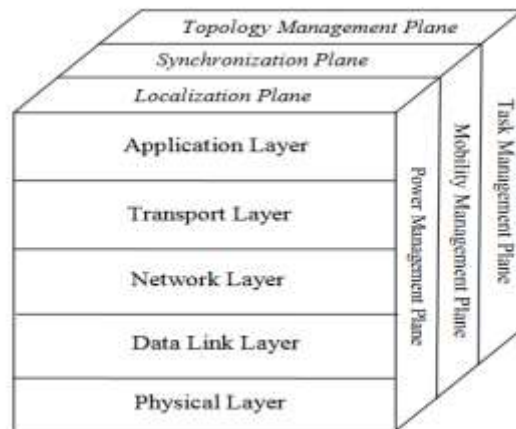 Topology Management Plane
Synchronization Plane
Localization Plane
Application Layer
Transport Layer
Network Layer
Data Link Layer
Physical Layer
Power Management Plane
Mobility Management Plane
Task Management Plane